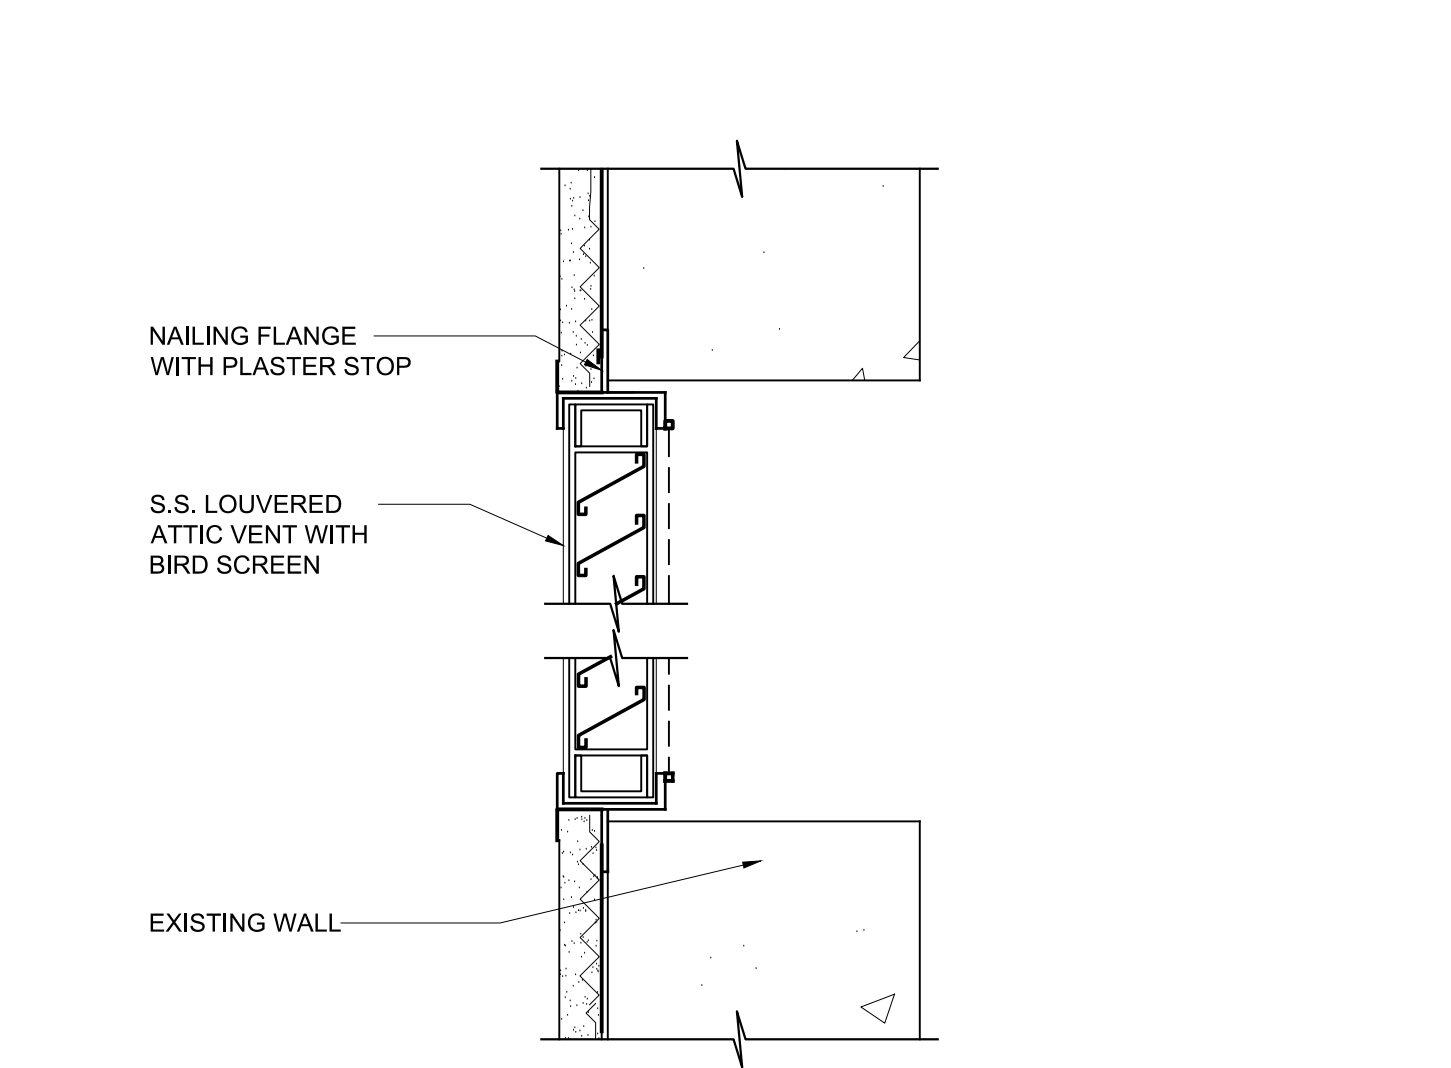 NAILING FLANGE
WITH PLASTER STOP
S.S. LOUVERED
ATTIC VENT WITH
BIRD SCREEN
EXISTING WALL